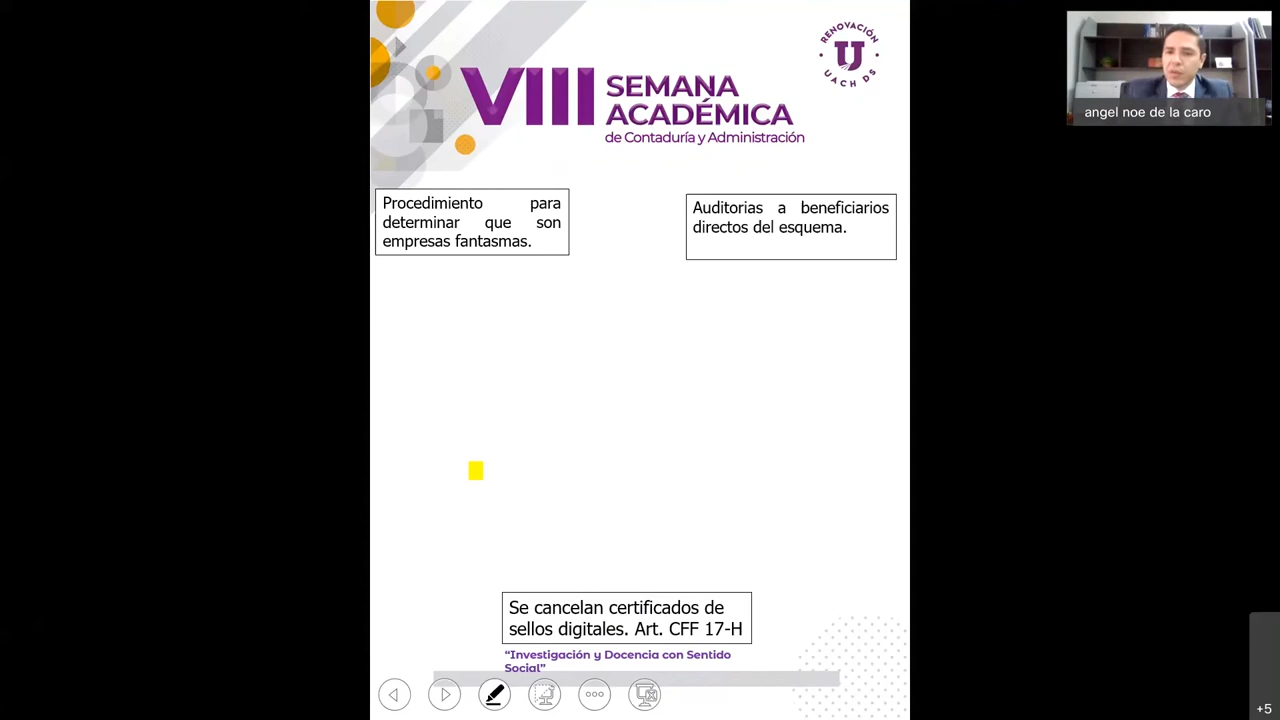 RENOVACIÓN
UACH DS
VIII SEMANA
ACADÉMICA
de Contaduría y Administración
angel noe de la caro
Procedimiento para
determinar que son
empresas fantasmas.
Auditorias a beneficiarios
directos del esquema.
Se cancelan certificados de
sellos digitales. Art. CFF 17-H
“Investigación y Docencia con Sentido
Social”
+5